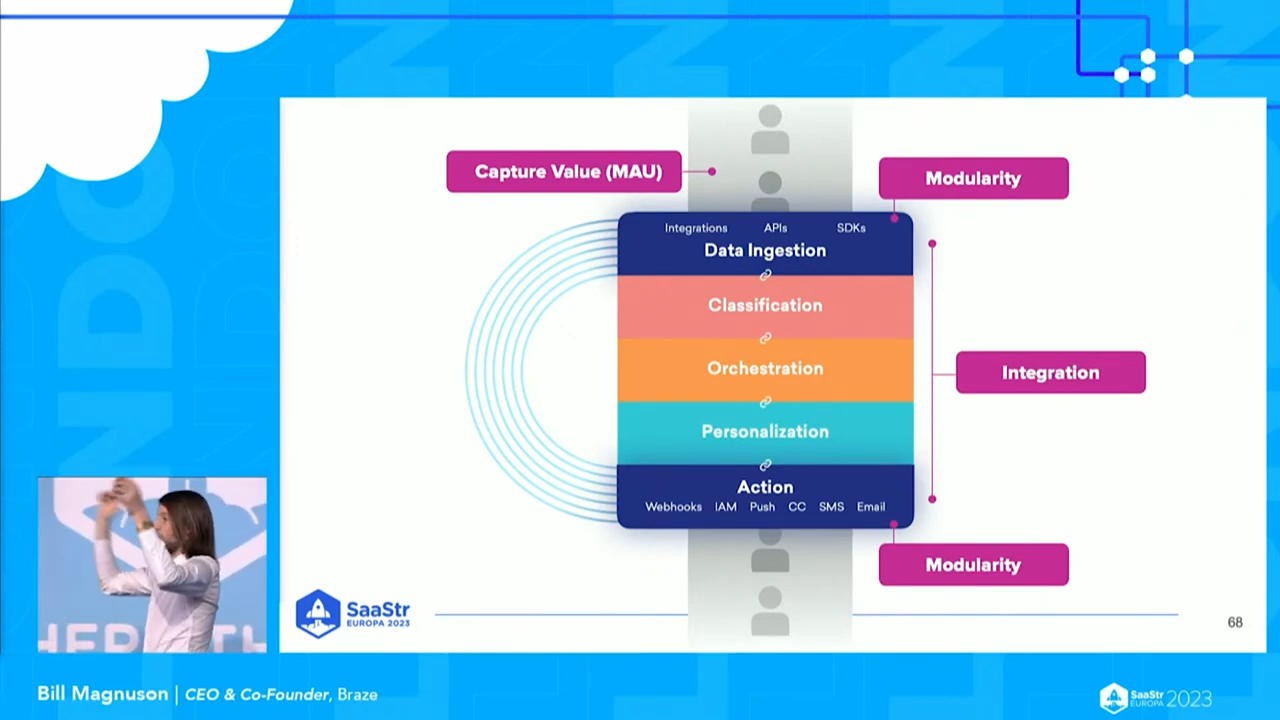 Capture Value (MAU)
Modularity
Integrations APIs SDKs
Data Ingestion
Classification
Orchestration
Integration
Personalization
Action
Webhooks IAM Push CC SMS Email
Modularity
SaaStr
EUROPA 2023
68
Bill Magnuson | CEO & Co-Founder, Braze
SaaStr
EUROPA 2023